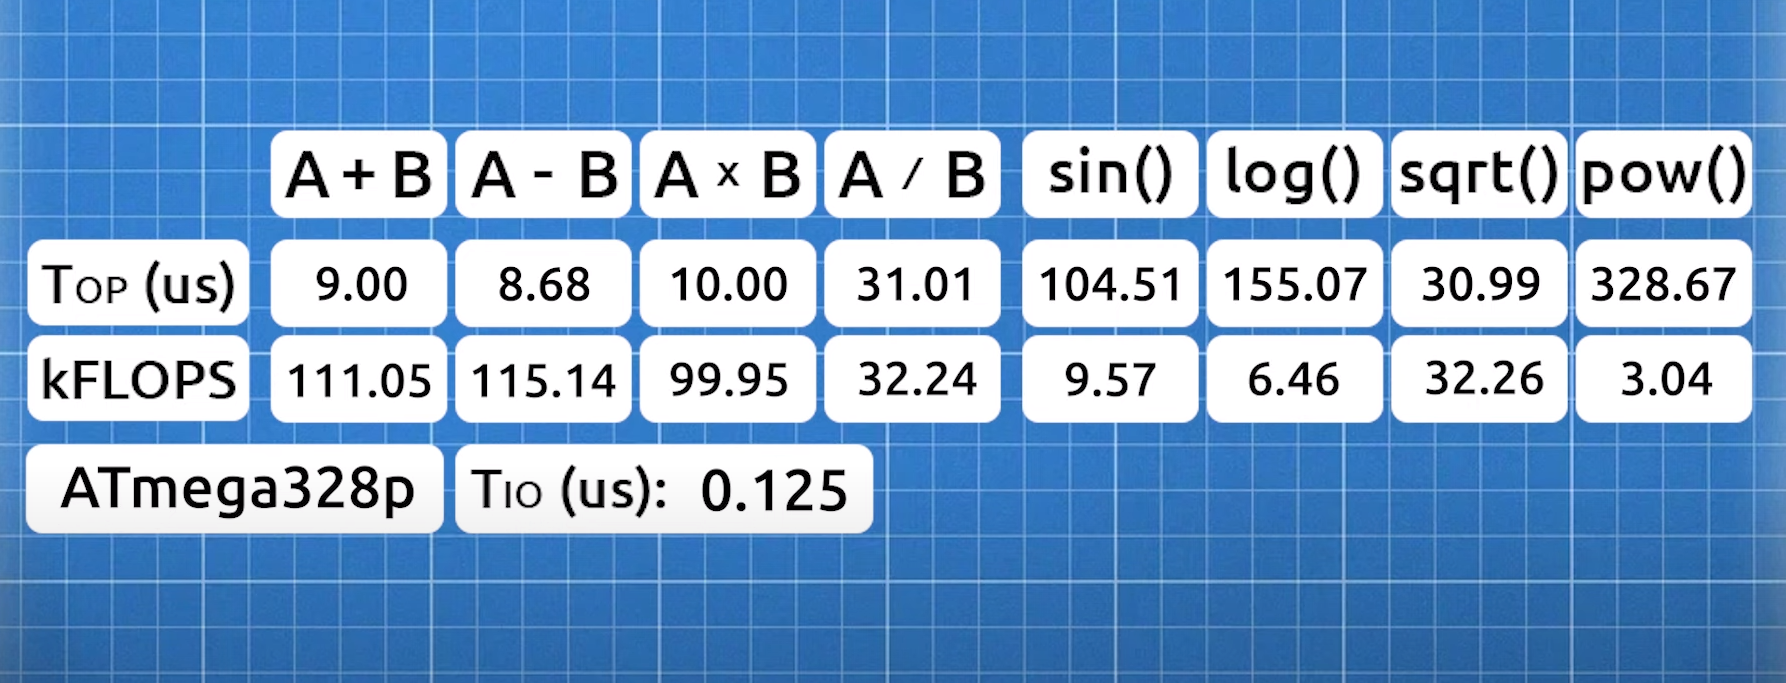 A + B A - B A x B A / B sin() log() sqrt() pow()
TOP (us) 9.00 8.68 10.00 31.01 104.51 155.07 30.99 328.67
kFLOPS 111.05 115.14 99.95 32.24 9.57 6.46 32.26 3.04
ATmega328p TIO (us): 0.125